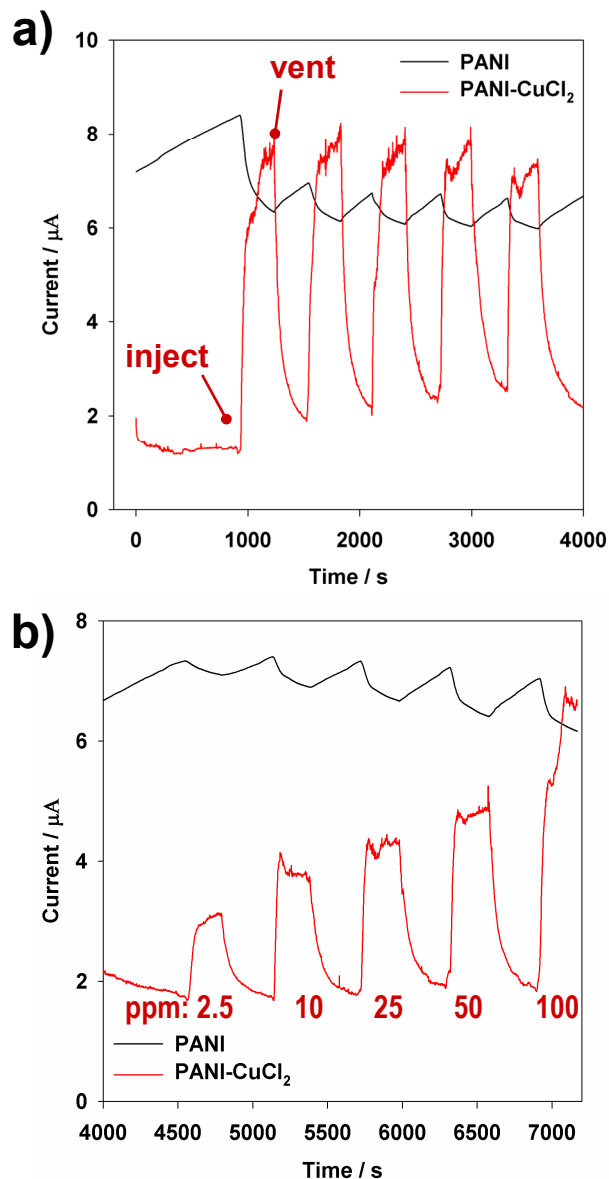 a)
10
8
6
4
2
0
Current / μA
vent
inject
PANI
PANI-CuCl₂
0 1000 2000 3000 4000
Time / s
b)
8
6
4
2
0
Current / μA
ppm: 2.5 10 25 50 100
PANI
PANI-CuCl₂
4000 4500 5000 5500 6000 6500 7000
Time / s